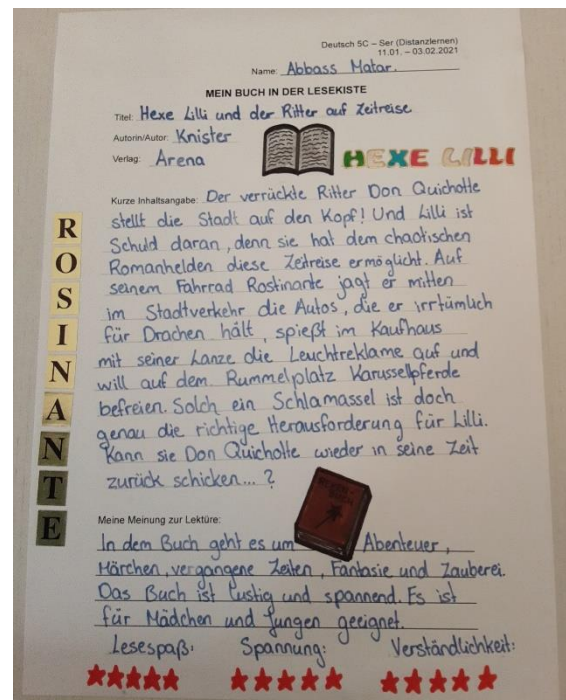 Deutsch 5C – Ser (Distanzlernen)
11.01. – 03.02.2021
Name: Abbass Matar.
MEIN BUCH IN DER LESEKISTE
Titel: Hexe Lilli und der Ritter auf Zeitreise
Autorin/Autor: Knister
Verlag: Arena
HEXE LILLI
Kurze Inhaltsangabe: Der verrückte Ritter Don Quichotte
stellt die Stadt auf den Kopf! Und Lilli ist
Schuld daran, denn sie hat dem chaotischen
Romanhelden diese Zeitreise ermöglicht. Auf
seinem Fahrrad Rostinante jagt er mitten
im Stadtverkehr die Autos, die er irrtümlich
für Drachen hält, spießt im Kaufhaus
mit seiner Lanze die Leuchtreklame auf und
will auf dem Rummelplatz Karusselpferde
befreien. Solch ein Schlamassel ist doch
genau die richtige Herausforderung für Lilli.
Kann sie Don Quichotte wieder in seine Zeit
zurück schicken...?
ROSINANTE
Meine Meinung zur Lektüre:
In dem Buch geht es um Abenteuer,
Märchen, vergangene Zeiten, Fantasie und Zauberei.
Das Buch ist lustig und spannend. Es ist
für Mädchen und Jungen geeignet.
Lesespaß: Spannung: Verständlichkeit: